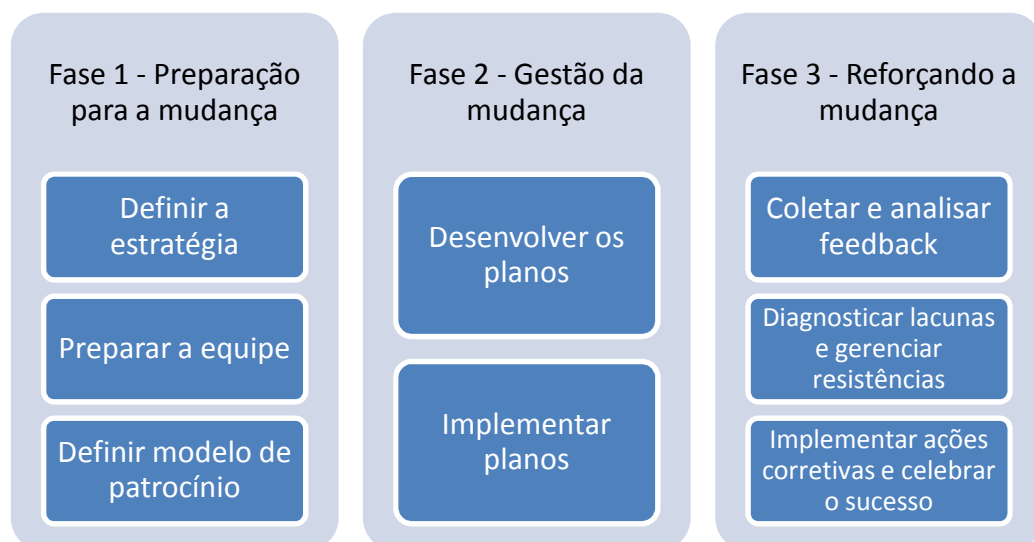 Fase 1 - Preparação
para a mudança
Definir a
estratégia
Preparar a equipe
Definir modelo de
patrocínio
Fase 2 - Gestão da
mudança
Desenvolver os
planos
Implementar
planos
Fase 3 - Reforçando a
mudança
Coletar e analisar
feedback
Diagnosticar lacunas
e gerenciar
resistências
Implementar ações
corretivas e celebrar
o sucesso